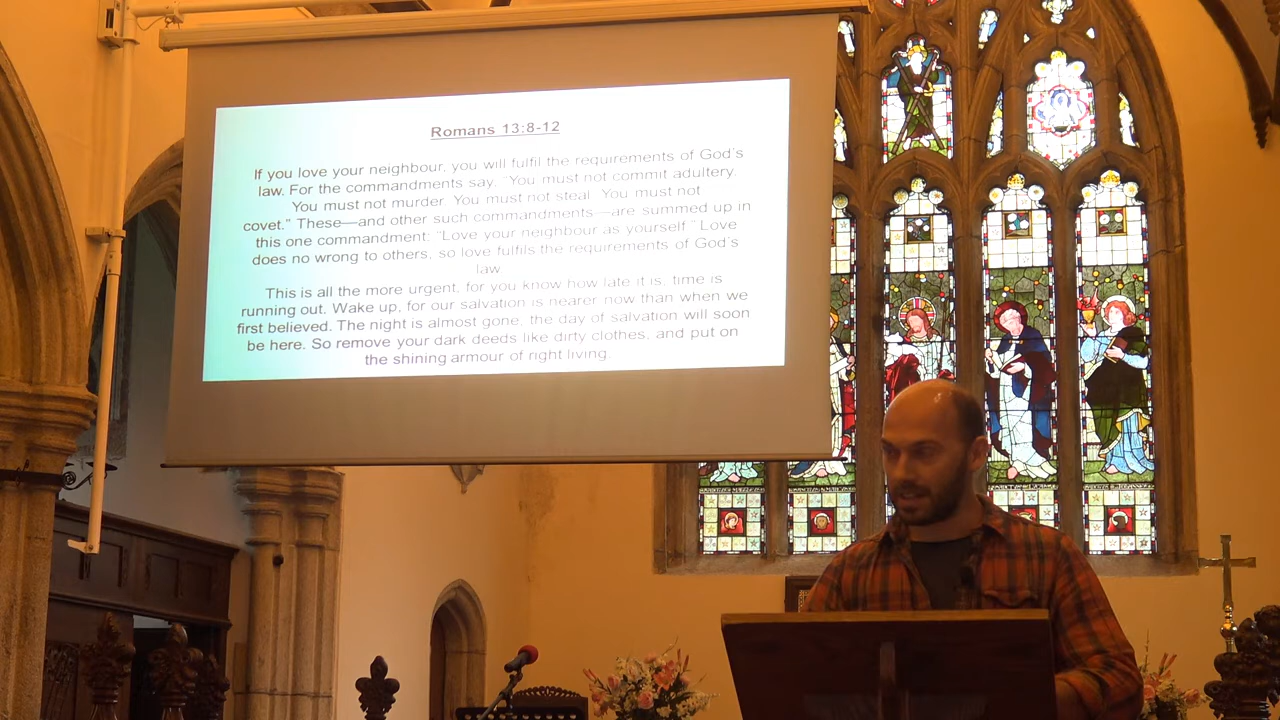 Romans 13:8-12
If you love your neighbour, you will fulfil the requirements of God's
law. For the commandments say, "You must not commit adultery.
You must not murder. You must not steal. You must not
covet." These—and other such commandments—are summed up in
this one commandment: "Love your neighbour as yourself." Love
does no wrong to others, so love fulfils the requirements of God's
law.
This is all the more urgent, for you know how late it is; time is
running out. Wake up, for our salvation is nearer now than when we
first believed. The night is almost gone; the day of salvation will soon
be here. So remove your dark deeds like dirty clothes, and put on
the shining armour of right living.